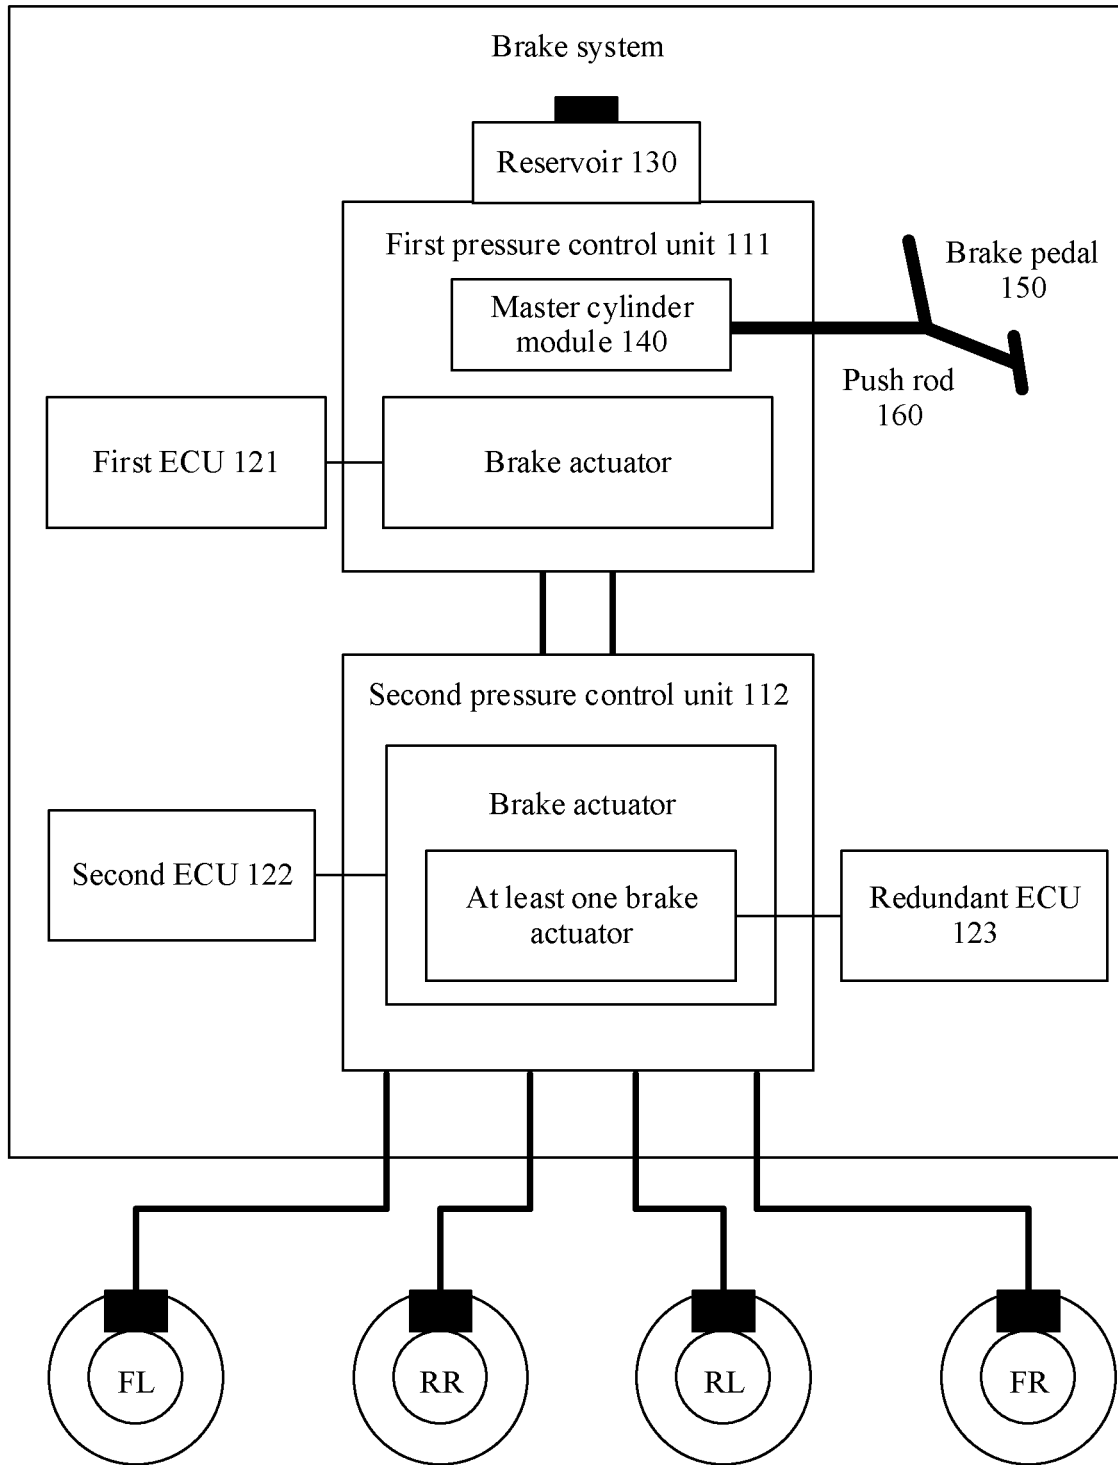 Brake system
Reservoir 130
First pressure control unit 111
Master cylinder
module 140
Brake pedal
150
Push rod
160
First ECU 121
Brake actuator
Second pressure control unit 112
Brake actuator
Second ECU 122
At least one brake
actuator
Redundant ECU
123
FL
RR
RL
FR